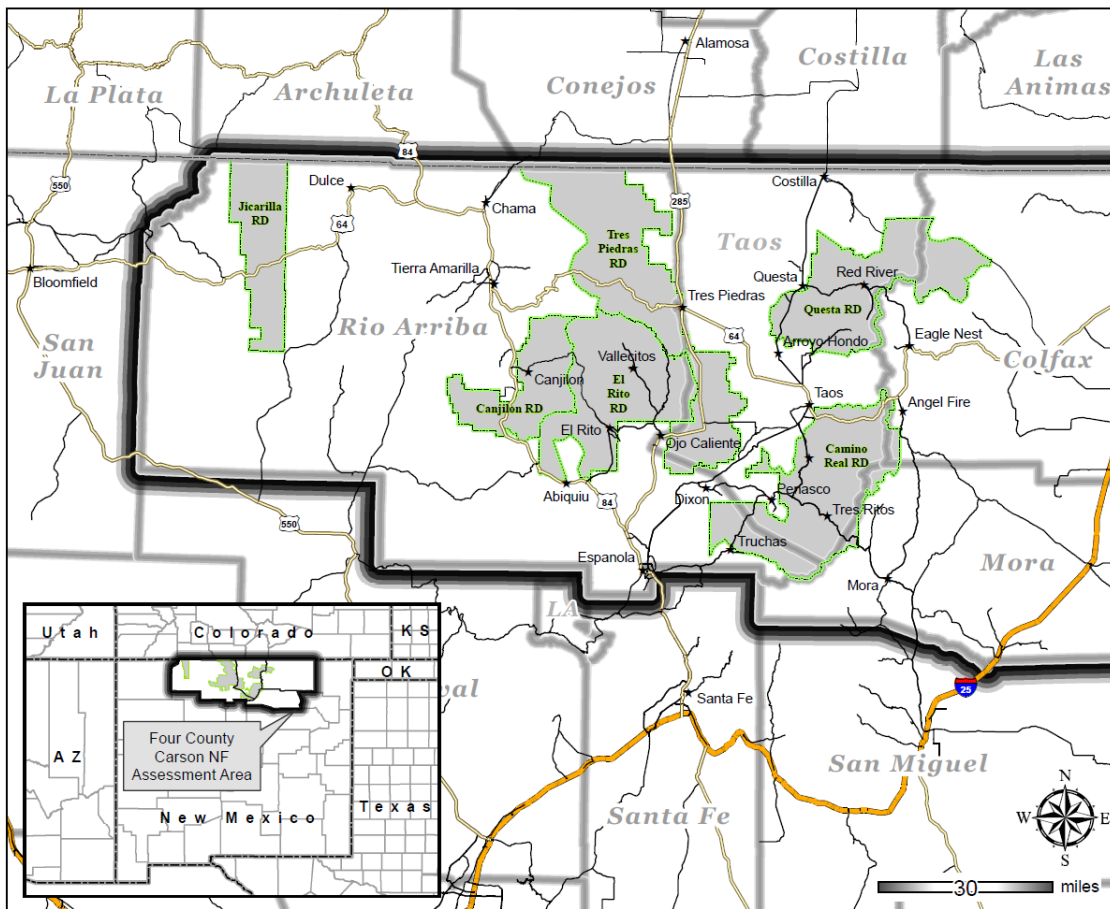 Alamosa
Costilla
Las
Animas
La Plata
Archuleta
Conejos
84
550
Dulce
Costilla
Jicarilla
RD
Chama
285
64
Tres
Piedras
RD
Taos
Bloomfield
Tierra Amarilla
Questa
Red River
Tres Piedras
Questa RD
San
Juan
Rio Arriba
64
Arroyo Hondo
Eagle Nest
Vallecitos
Colfax
Canjilon
El
Rito
RD
Taos
Angel Fire
Canjilon RD
El Rito
Ojo Caliente
Camino
Real RD
Abiquiu
84
Dixon
Penasco
Tres Ritos
550
Truchas
Espanola
Mora
Mora
LA
25
val
Santa Fe
San Miguel
Santa Fe
Utah
Colorado
KS
OK
Four County
Carson NF
Assessment Area
AZ
New Mexico
Texas
N
W
E
S
30
miles